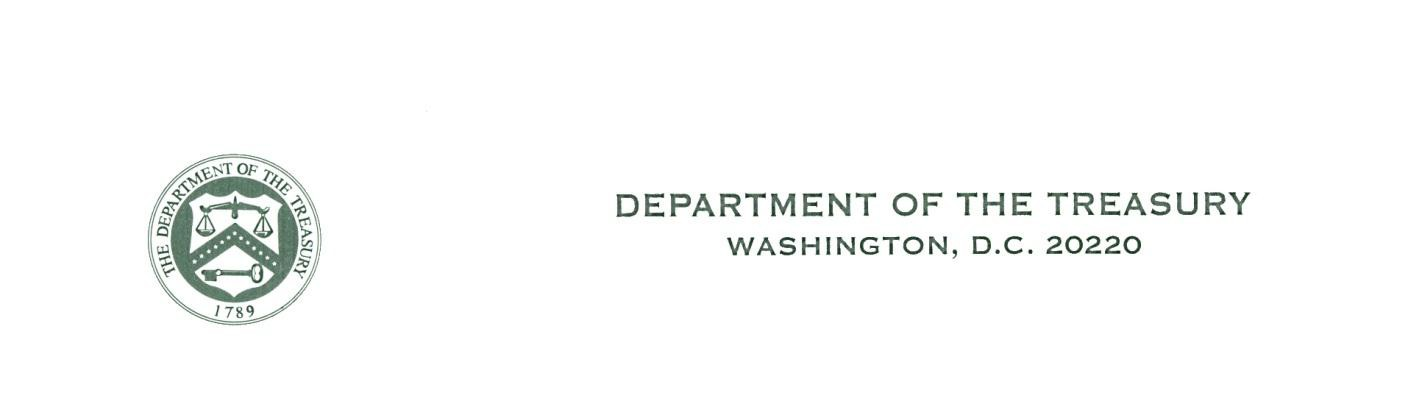 THE DEPARTMENT OF THE TREASURY
1789
DEPARTMENT OF THE TREASURY
WASHINGTON, D.C. 20220